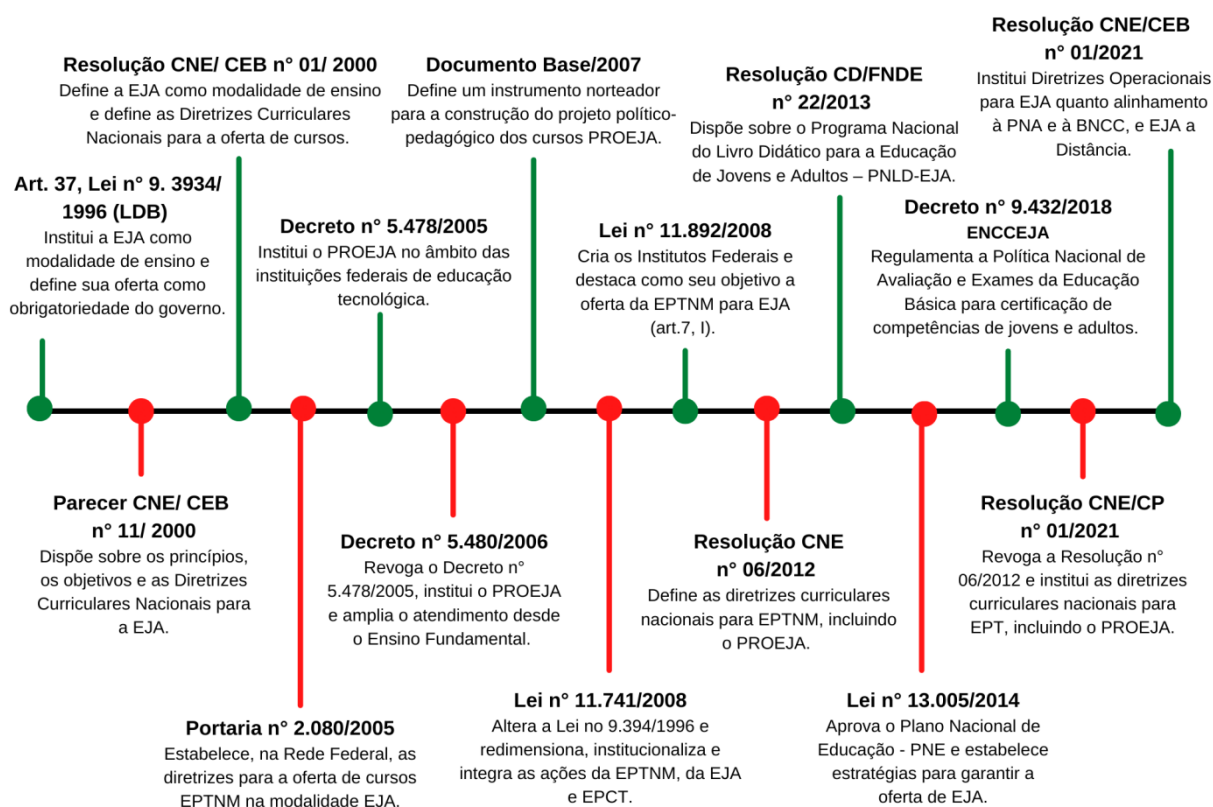 Art. 37, Lei n° 9. 3934/
1996 (LDB)
Institui a EJA como
modalidade de ensino e
define sua oferta como
obrigatoriedade do governo.
Parecer CNE/ CEB
n° 11/ 2000
Dispõe sobre os princípios,
os objetivos e as Diretrizes
Curriculares Nacionais para
a EJA.
Resolução CNE/ CEB n° 01/ 2000
Define a EJA como modalidade de ensino
e define as Diretrizes Curriculares
Nacionais para a oferta de cursos.
Portaria n° 2.080/2005
Estabelece, na Rede Federal, as
diretrizes para a oferta de cursos
EPTNM na modalidade EJA.
Decreto n° 5.478/2005
Institui o PROEJA no âmbito das
instituições federais de educação
tecnológica.
Decreto n° 5.480/2006
Revoga o Decreto n°
5.478/2005, institui o PROEJA
e amplia o atendimento desde
o Ensino Fundamental.
Documento Base/2007
Define um instrumento norteador
para a construção do projeto político-
pedagógico dos cursos PROEJA.
Lei n° 11.741/2008
Altera a Lei no 9.394/1996 e
redimensiona, institucionaliza e
integra as ações da EPTNM, da EJA
e EPCT.
Lei n° 11.892/2008
Cria os Institutos Federais e
destaca como seu objetivo a
oferta da EPTNM para EJA
(art.7, I).
Resolução CNE
n° 06/2012
Define as diretrizes curriculares
nacionais para EPTNM, incluindo
o PROEJA.
Resolução CD/FNDE
n° 22/2013
Dispõe sobre o Programa Nacional
do Livro Didático para a Educação
de Jovens e Adultos – PNLD-EJA.
Lei n° 13.005/2014
Aprova o Plano Nacional de
Educação - PNE e estabelece
estratégias para garantir a
oferta de EJA.
Decreto n° 9.432/2018
ENCCEJA
Regulamenta a Política Nacional de
Avaliação e Exames da Educação
Básica para certificação de
competências de jovens e adultos.
Resolução CNE/CP
n° 01/2021
Revoga a Resolução n°
06/2012 e institui as diretrizes
curriculares nacionais para
EPT, incluindo o PROEJA.
Resolução CNE/CEB
n° 01/2021
Institui Diretrizes Operacionais
para EJA quanto alinhamento
à PNA e à BNCC, e EJA a
Distância.